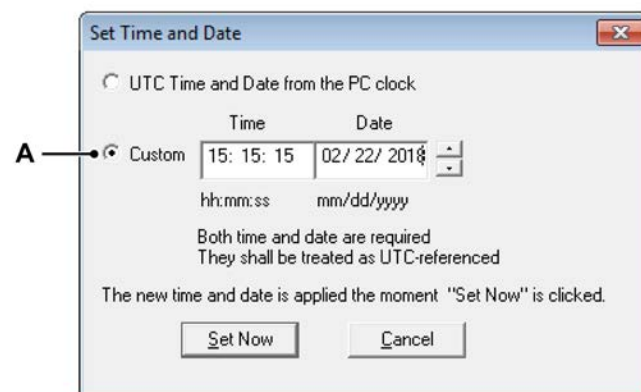 Set Time and Date
UTC Time and Date from the PC clock
Time Date
A Custom 15: 15: 15 02/ 22/ 2018
hh:mm:ss mm/dd/yyyy
Both time and date are required
They shall be treated as UTC-referenced
The new time and date is applied the moment "Set Now" is clicked.
Set Now Cancel